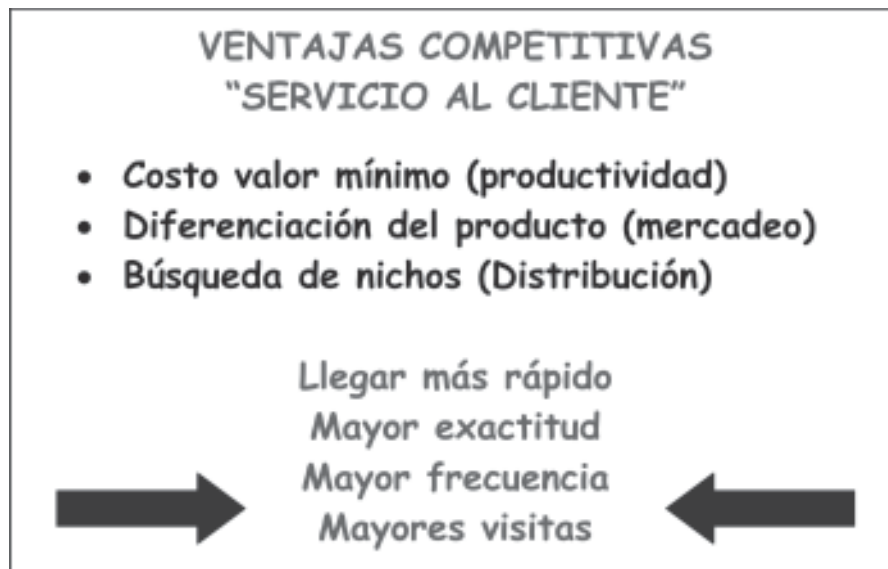 VENTAJAS COMPETITIVAS
“SERVICIO AL CLIENTE”
• Costo valor mínimo (productividad)
• Diferenciación del producto (mercadeo)
• Búsqueda de nichos (Distribución)
Llegar más rápido
Mayor exactitud
Mayor frecuencia
Mayores visitas